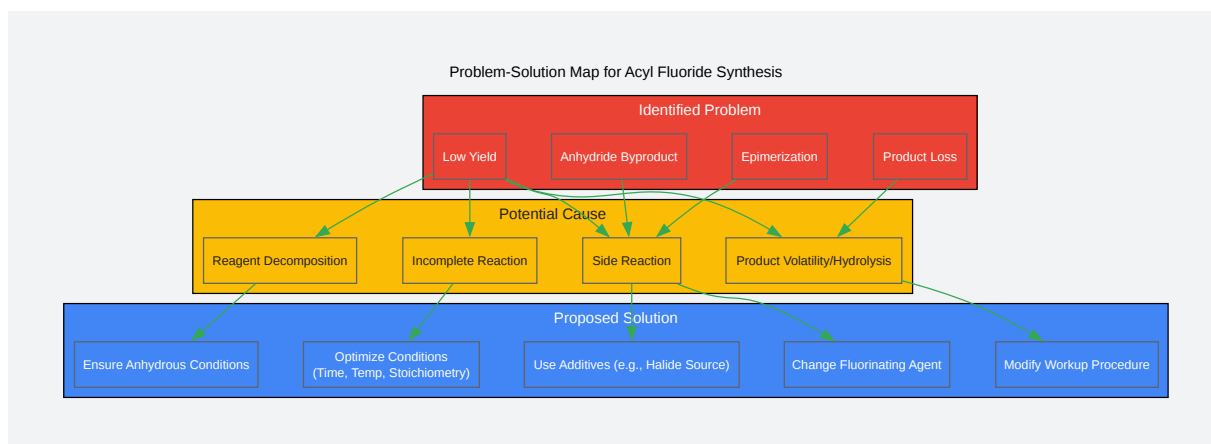 Problem-Solution Map for Acyl Fluoride Synthesis
Identified Problem
Low Yield
Anhydride Byproduct
Epimerization
Product Loss
Potential Cause
Reagent Decomposition
Incomplete Reaction
Side Reaction
Product Volatility/Hydrolysis
Proposed Solution
Ensure Anhydrous Conditions
Optimize Conditions
(Time, Temp, Stoichiometry)
Use Additives (e.g., Halide Source)
Change Fluorinating Agent
Modify Workup Procedure